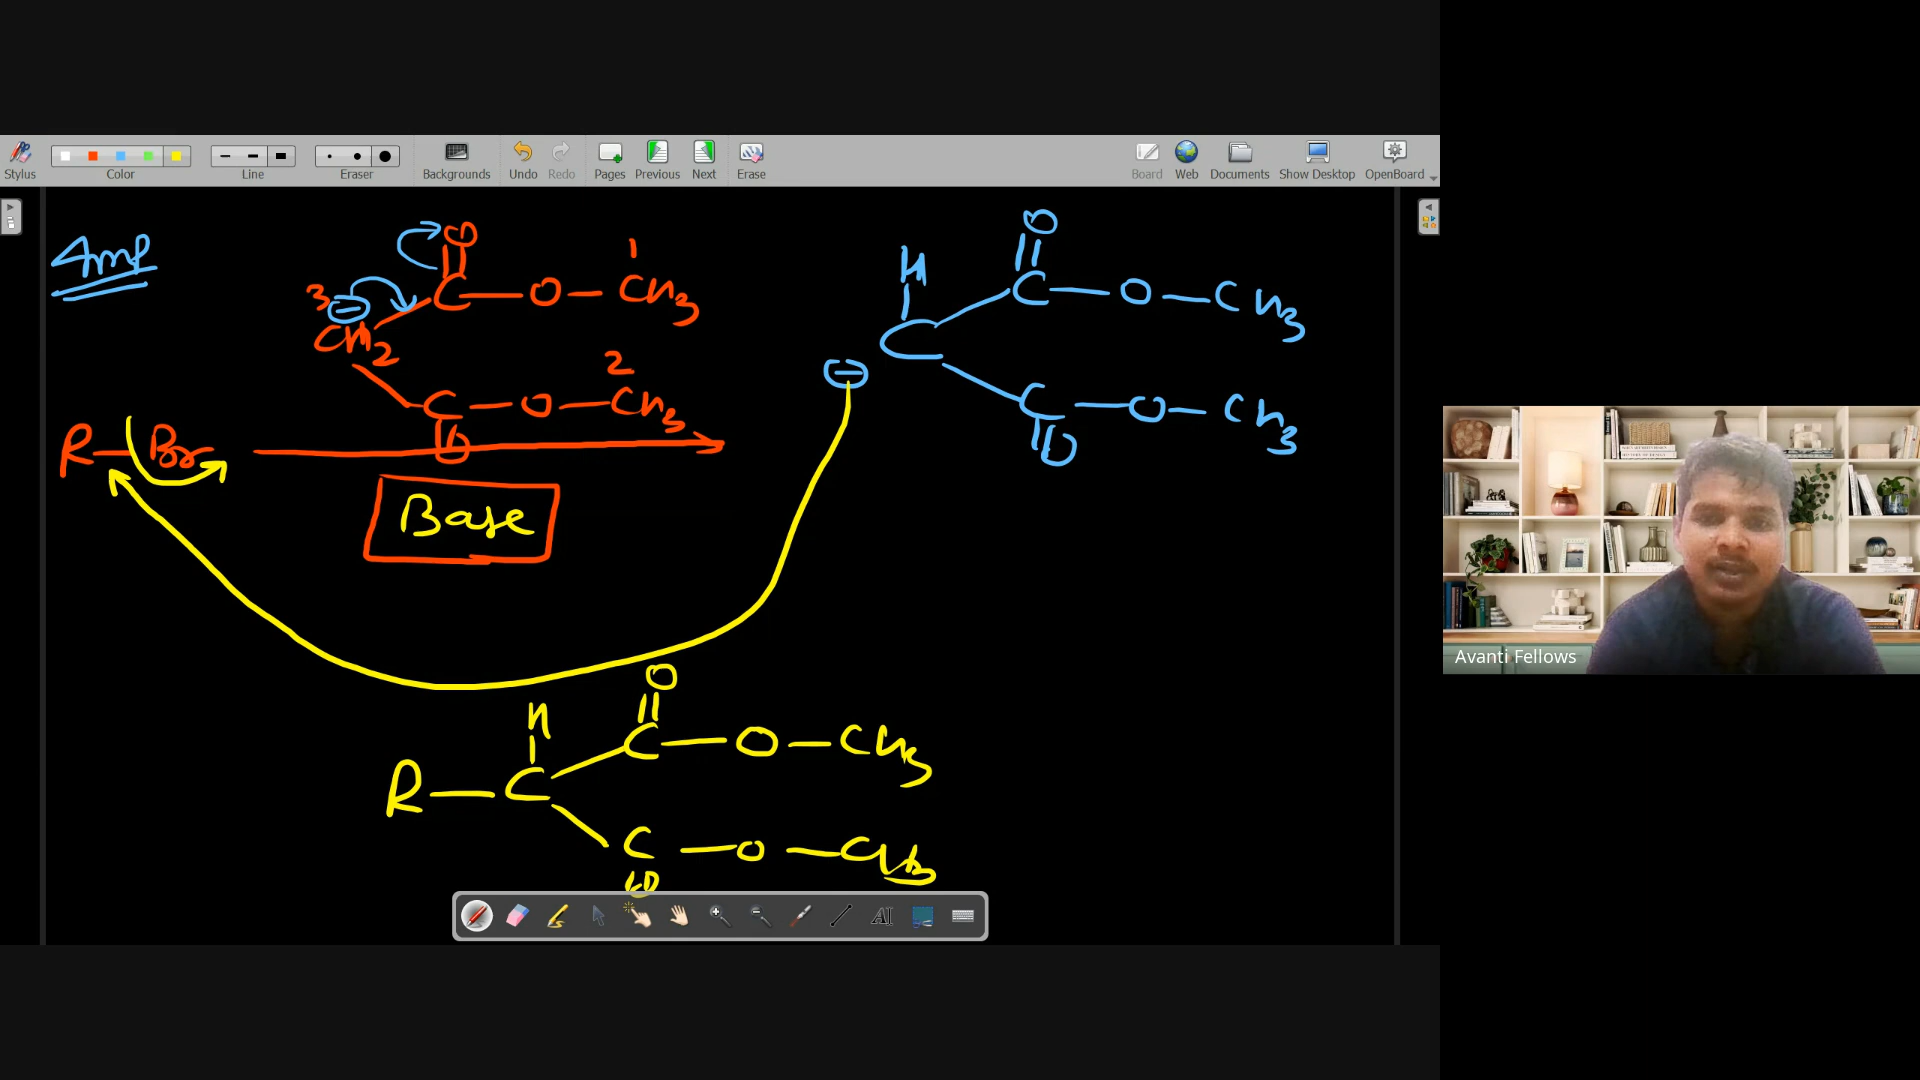 Stylus Color Line Eraser Backgrounds Undo Redo Pages Previous Next Erase Board Web Documents Show Desktop OpenBoard
Imp
O
C — O — CH3
1
3 ⊖
CH2
2
C — O — CH3
O
R — Br
Base
O
H
C — O — CH3
C
⊖
C — O — CH3
O
O
H
C — O — CH3
R — C
C — O — CH3
O
AI
Avanti Fellows